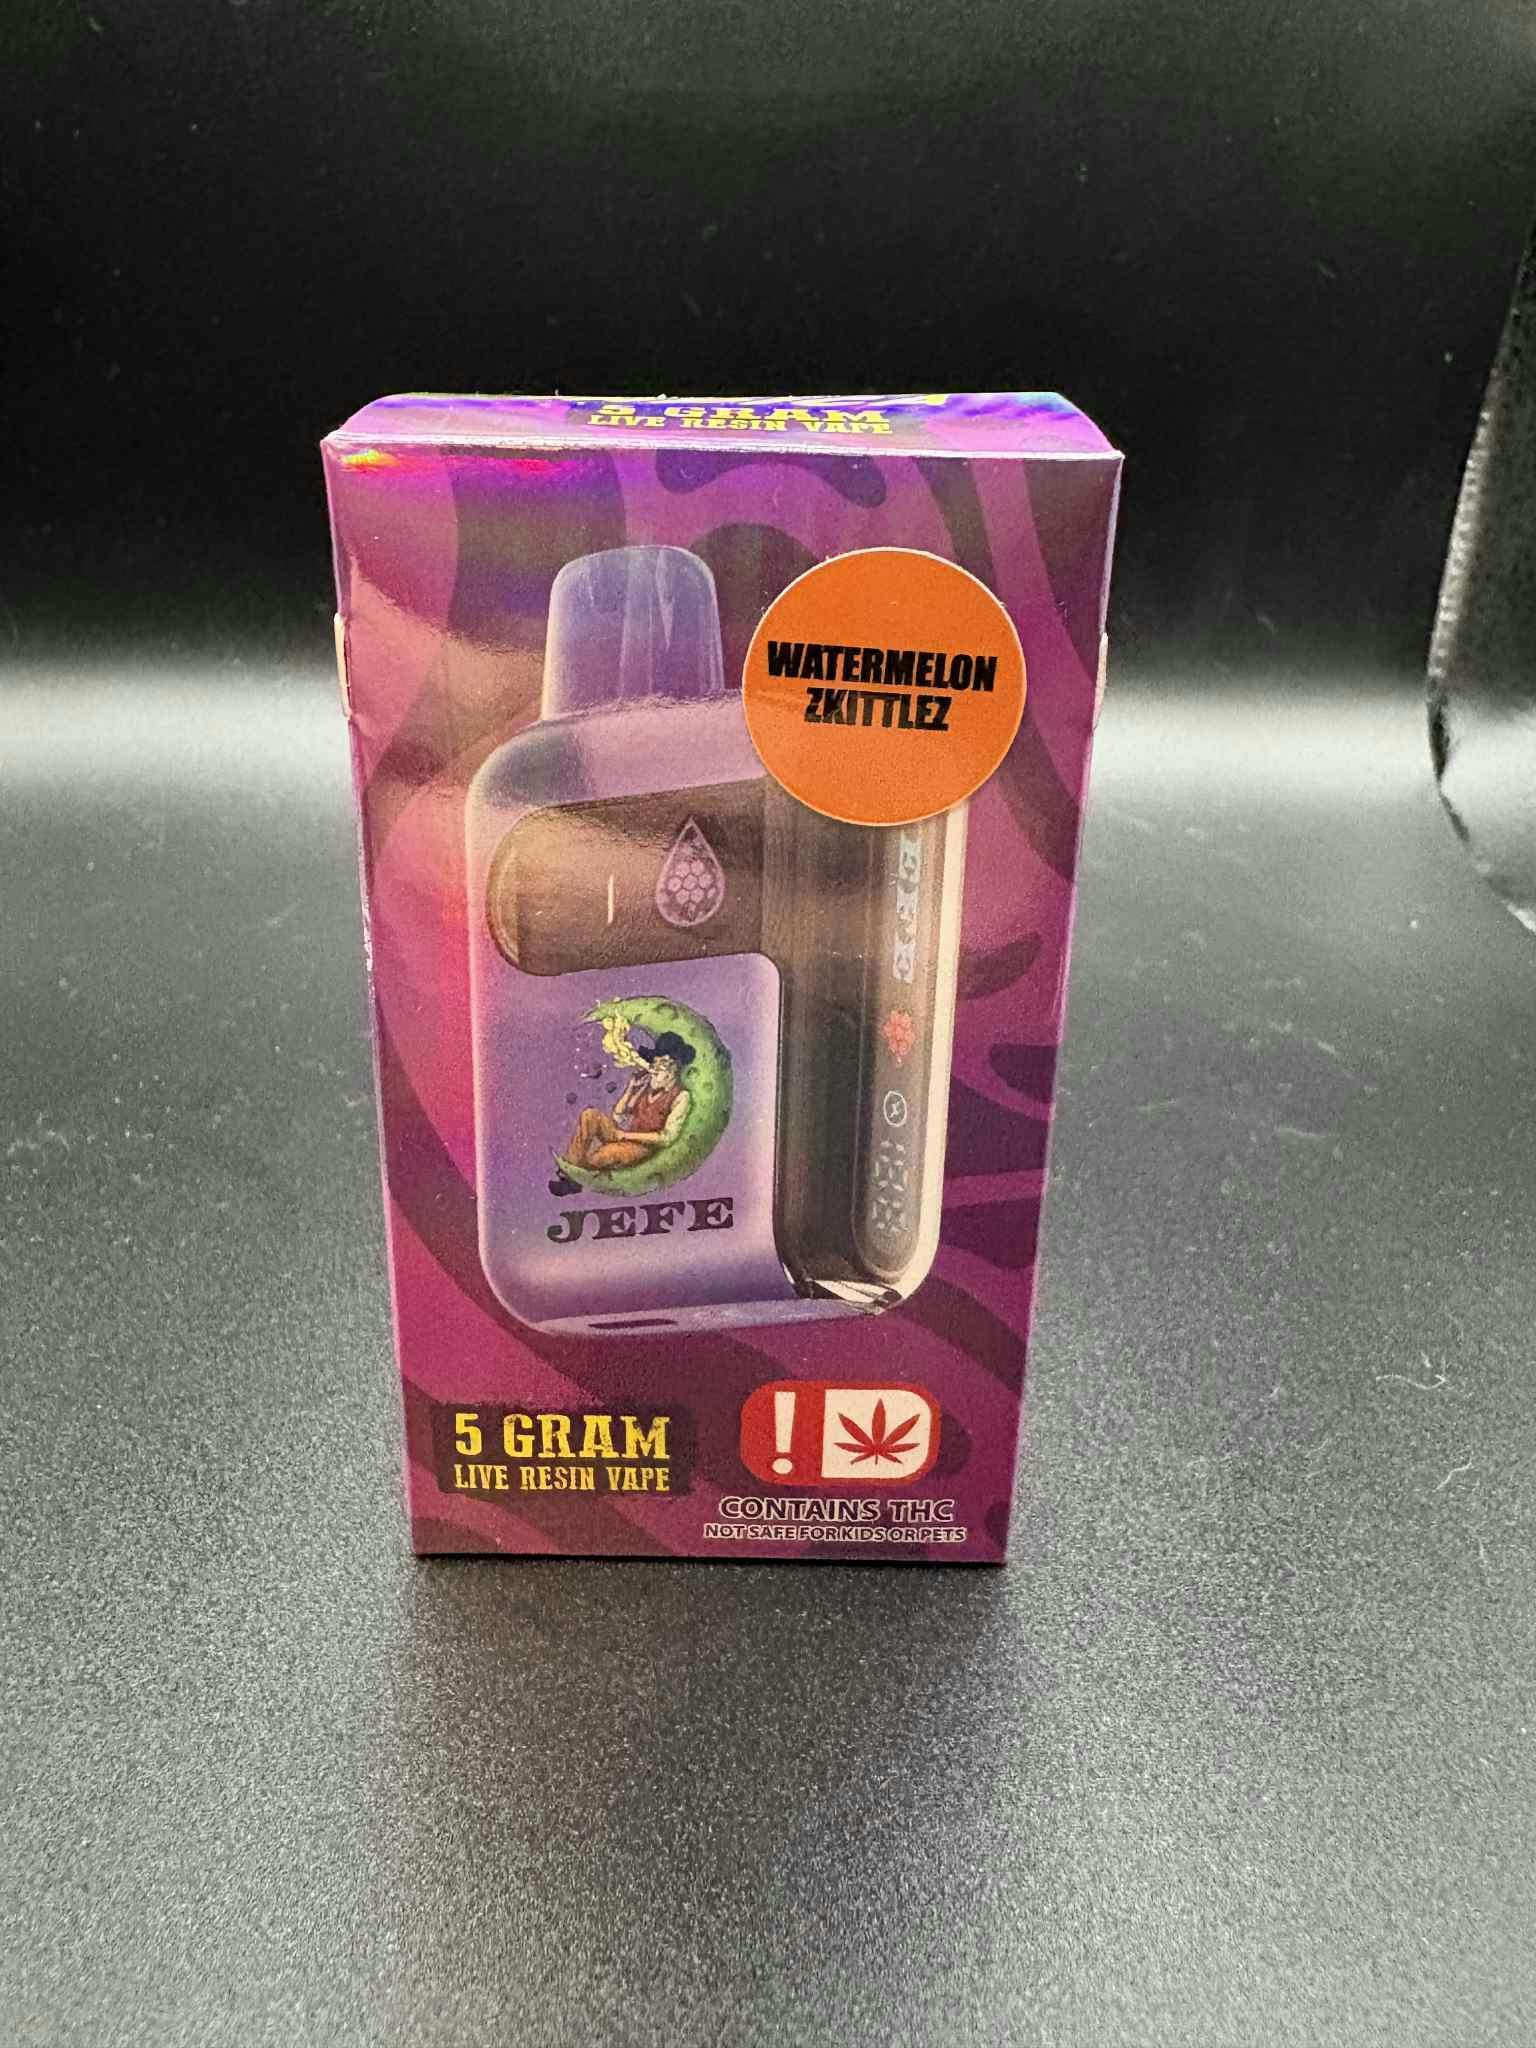 5 GRAM
LIVE RESIN VAPE
WATERMELON
ZKITTLEZ
JEFE
5 GRAM
LIVE RESIN VAPE
!
CONTAINS THC
NOT SAFE FOR KIDS OR PETS